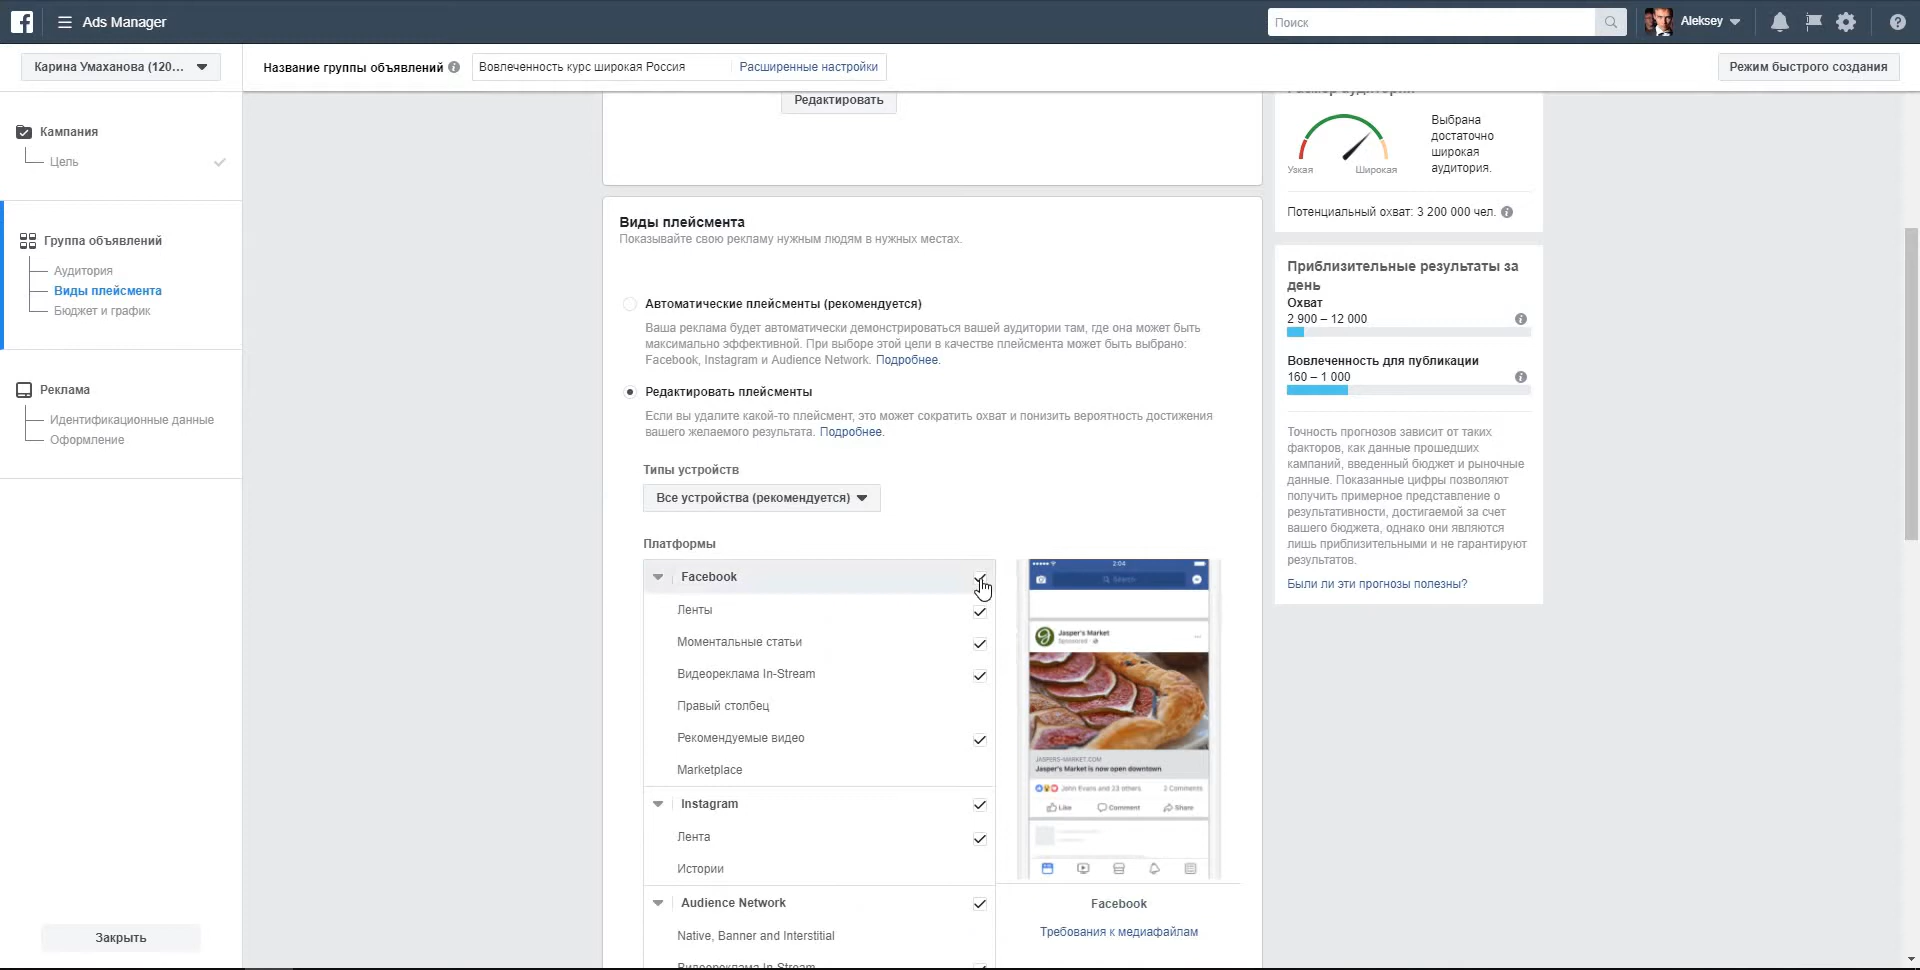 Ads Manager
Поиск
Aleksey
Карина Умаханова (120...
Название группы объявлений
Вовлеченность курс широкая Россия
Расширенные настройки
Режим быстрого создания
Кампания
Цель
Группа объявлений
Аудитория
Виды плейсмента
Бюджет и график
Реклама
Идентификационные данные
Оформление
Закрыть
Редактировать
Виды плейсмента
Показывайте свою рекламу нужным людям в нужных местах.
Автоматические плейсменты (рекомендуется)
Ваша реклама будет автоматически демонстрироваться вашей аудитории там, где она может быть
максимально эффективной. При выборе этой цели в качестве плейсмента может быть выбрано:
Facebook, Instagram и Audience Network. Подробнее.
Редактировать плейсменты
Если вы удалите какой-то плейсмент, это может сократить охват и понизить вероятность достижения
вашего желаемого результата. Подробнее.
Типы устройств
Все устройства (рекомендуется)
Платформы
Facebook
Ленты
Моментальные статьи
Видеореклама In-Stream
Правый столбец
Рекомендуемые видео
Marketplace
Instagram
Лента
Истории
Audience Network
Native, Banner and Interstitial
Видеореклама In-Stream
2:04
Search
Jasper's Market
Sponsored
JASPERS-MARKET.COM
Jasper's Market is now open downtown
John Evans and 23 others
2 Comments
Like
Comment
Share
Facebook
Требования к медиафайлам
Размер аудитории
Узкая
Широкая
Выбрана
достаточно
широкая
аудитория.
Потенциальный охват: 3 200 000 чел.
Приблизительные результаты за
день
Охват
2 900 – 12 000
Вовлеченность для публикации
160 – 1 000
Точность прогнозов зависит от таких
факторов, как данные прошедших
кампаний, введенный бюджет и рыночные
данные. Показанные цифры позволяют
получить примерное представление о
результативности, достигаемой за счет
вашего бюджета, однако они являются
лишь приблизительными и не гарантируют
результатов.
Были ли эти прогнозы полезны?